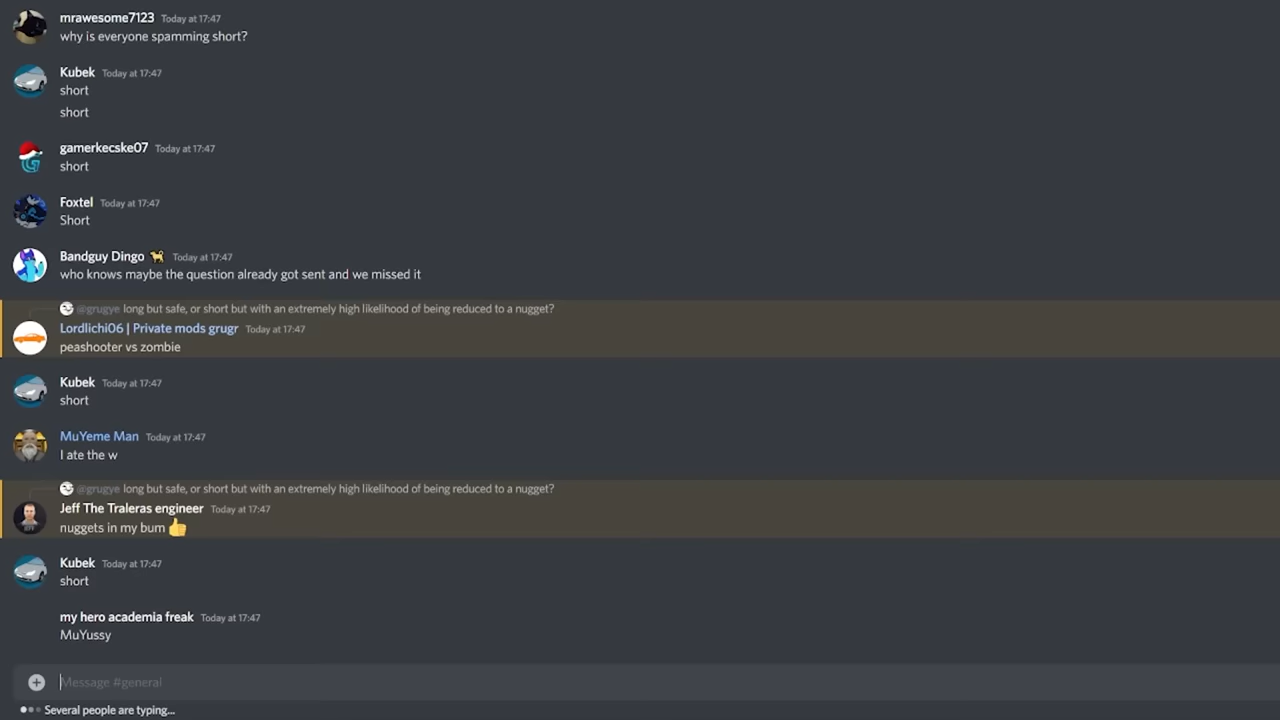 mrawesome7123 Today at 17:47
why is everyone spamming short?
Kubek Today at 17:47
short
short
gamerkecske07 Today at 17:47
short
Foxtel Today at 17:47
Short
Bandguy Dingo Today at 17:47
who knows maybe the question already got sent and we missed it
@grugye long but safe, or short but with an extremely high likelihood of being reduced to a nugget?
Lordlichi06 | Private mods grugr Today at 17:47
peashooter vs zombie
Kubek Today at 17:47
short
MuYeme Man Today at 17:47
I ate the w
@grugye long but safe, or short but with an extremely high likelihood of being reduced to a nugget?
Jeff The Traleras engineer Today at 17:47
nuggets in my bum 👍
Kubek Today at 17:47
short
my hero academia freak Today at 17:47
MuYussy
Message #general
Several people are typing...